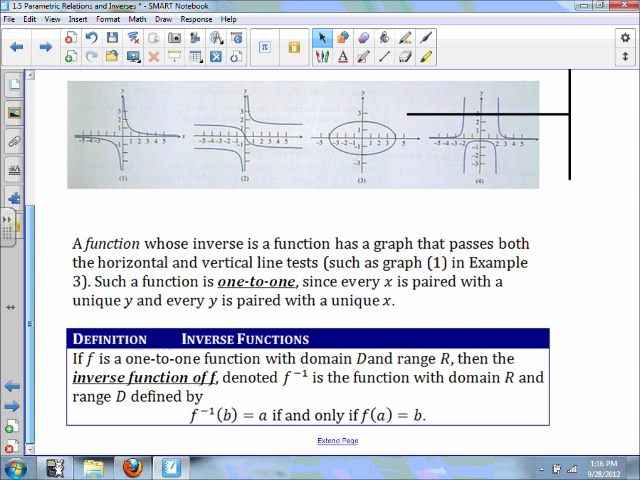 1.5 Parametric Relations and Inverses * - SMART Notebook
File Edit View Insert Format Math Draw Response Help
(1) (2) (3) (4)
A function whose inverse is a function has a graph that passes both
the horizontal and vertical line tests (such as graph (1) in Example
3). Such a function is one-to-one, since every x is paired with a
unique y and every y is paired with a unique x.
DEFINITION INVERSE FUNCTIONS
If f is a one-to-one function with domain Dand range R, then the
inverse function of f, denoted f⁻¹ is the function with domain R and
range D defined by
f⁻¹(b) = a if and only if f(a) = b.
Extend Page
1:36 PM
9/28/2012